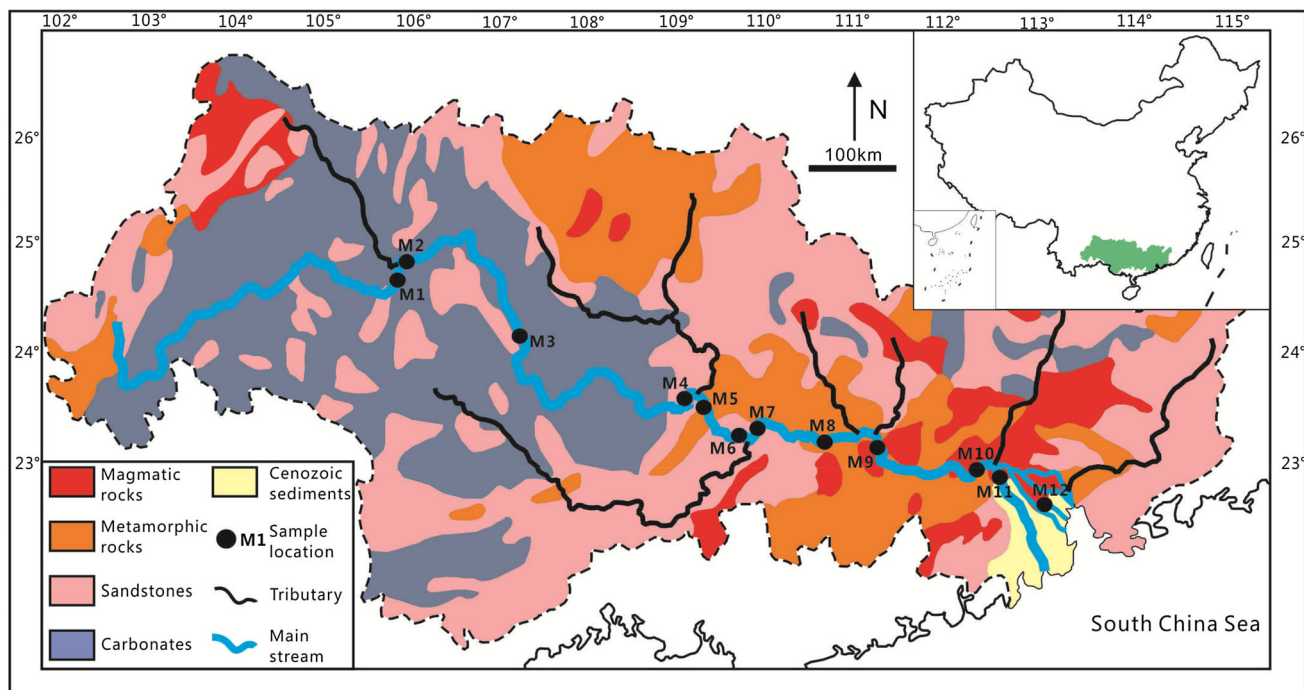 102° 103° 104° 105° 106° 107° 108° 109° 110° 111° 112° 113° 114° 115°
26°
26°
N
100km
25°
25°
M2
M1
24°
24°
M3
M4
M5
M7
M8
M6
M9
23°
23°
M10
M11
M12
Magmatic
rocks
Cenozoic
sediments
Metamorphic
rocks
M1 Sample
location
Sandstones
Tributary
Carbonates
Main
stream
South China Sea